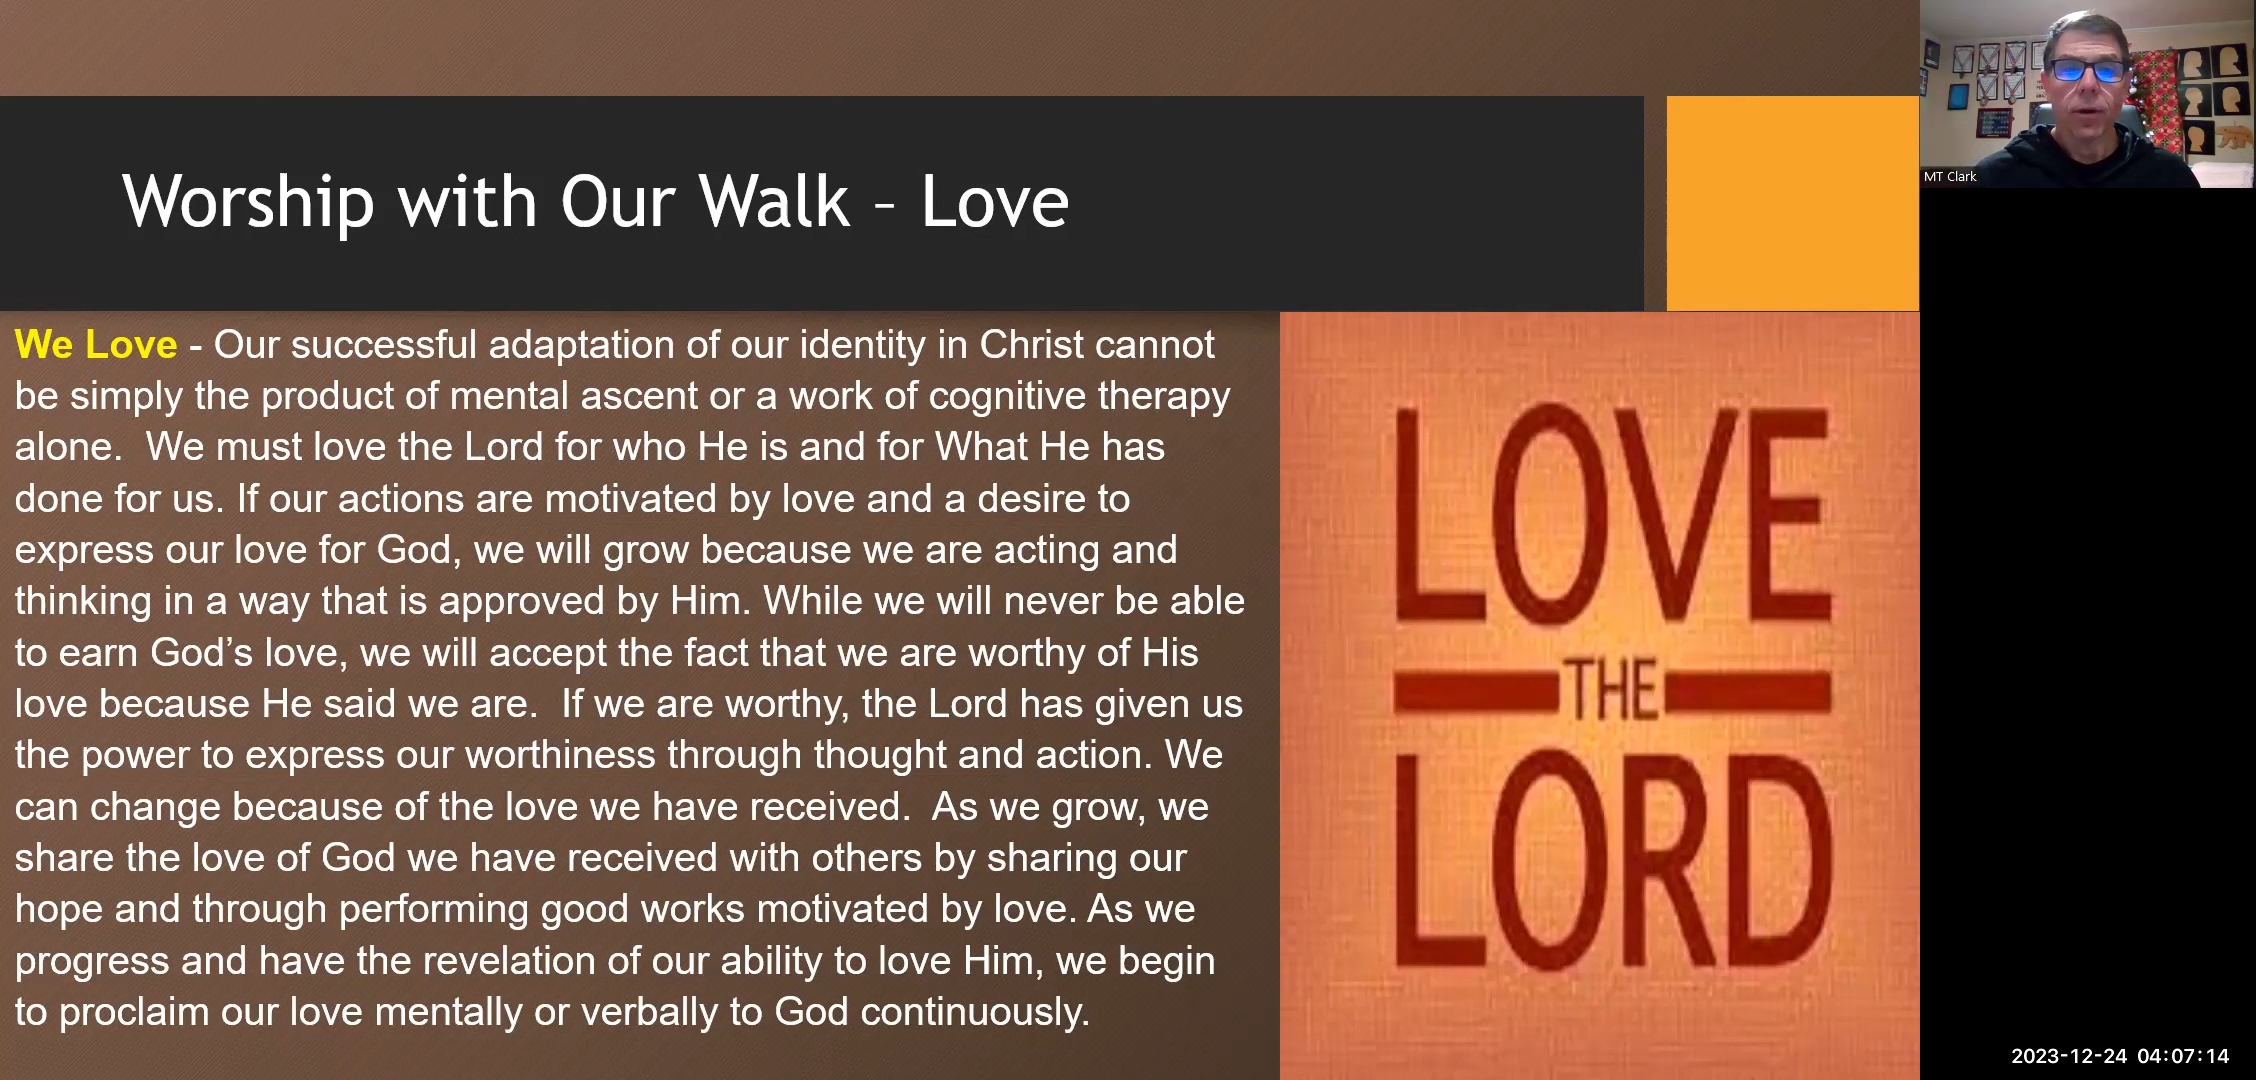 Worship with Our Walk – Love
MT Clark
We Love - Our successful adaptation of our identity in Christ cannot
be simply the product of mental ascent or a work of cognitive therapy
alone.  We must love the Lord for who He is and for What He has
done for us. If our actions are motivated by love and a desire to
express our love for God, we will grow because we are acting and
thinking in a way that is approved by Him. While we will never be able
to earn God’s love, we will accept the fact that we are worthy of His
love because He said we are.  If we are worthy, the Lord has given us
the power to express our worthiness through thought and action. We
can change because of the love we have received.  As we grow, we
share the love of God we have received with others by sharing our
hope and through performing good works motivated by love. As we
progress and have the revelation of our ability to love Him, we begin
to proclaim our love mentally or verbally to God continuously.
LOVE
THE
LORD
2023-12-24 04:07:14